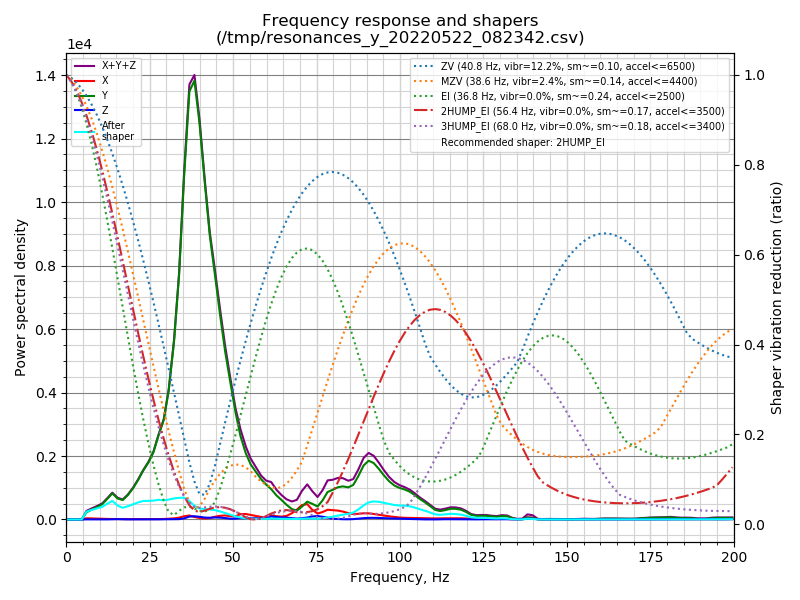 Frequency response and shapers
(/tmp/resonances_y_20220522_082342.csv)
1e4
X+Y+Z
X
Y
Z
After
shaper
ZV (40.8 Hz, vibr=12.2%, sm~=0.10, accel<=6500)
MZV (38.6 Hz, vibr=2.4%, sm~=0.14, accel<=4400)
EI (36.8 Hz, vibr=0.0%, sm~=0.24, accel<=2500)
2HUMP_EI (56.4 Hz, vibr=0.0%, sm~=0.17, accel<=3500)
3HUMP_EI (68.0 Hz, vibr=0.0%, sm~=0.18, accel<=3400)
Recommended shaper: 2HUMP_EI
1.4
1.2
1.0
0.8
0.6
0.4
0.2
0.0
Power spectral density
1.0
0.8
0.6
0.4
0.2
0.0
Shaper vibration reduction (ratio)
0 25 50 75 100 125 150 175 200
Frequency, Hz